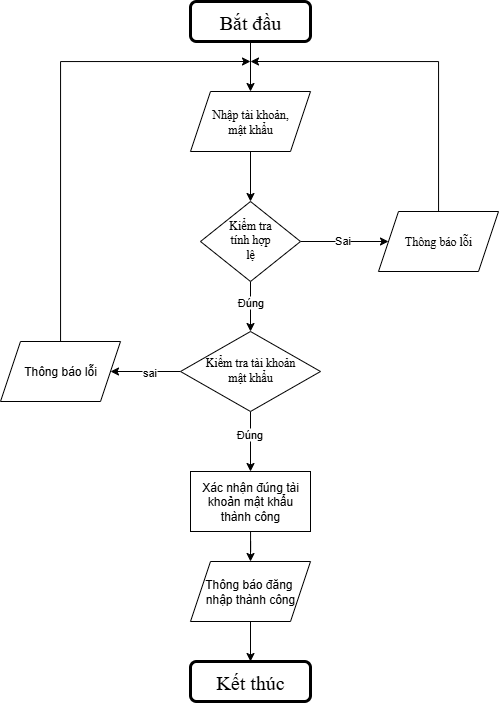 Bắt đầu
Nhập tài khoản,
mật khẩu
Kiểm tra
tính hợp
lệ
Sai
Thông báo lỗi
Đúng
Kiểm tra tài khoản
mật khẩu
sai
Thông báo lỗi
Đúng
Xác nhận đúng tài
khoản mật khẩu
thành công
Thông báo đăng
nhập thành công
Kết thúc